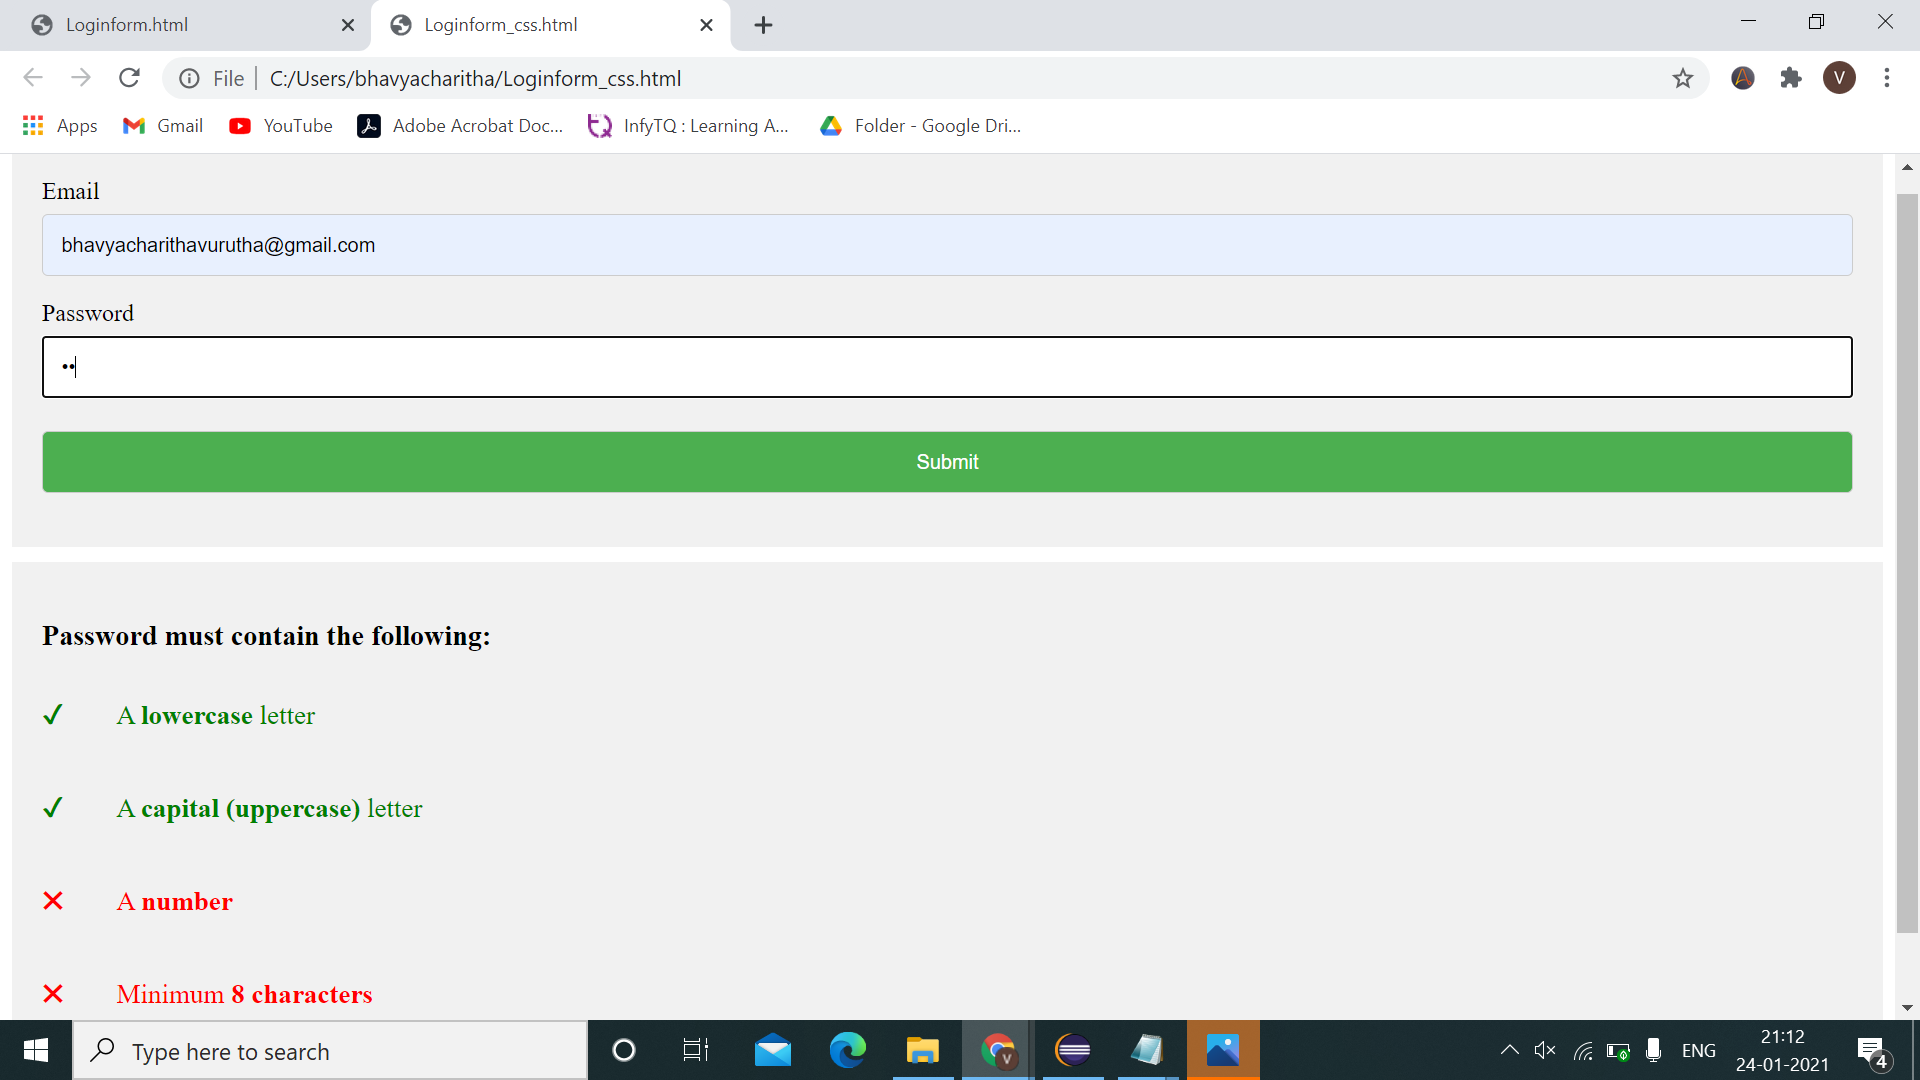 Loginform.html
Loginform_css.html
File
C:/Users/bhavyacharitha/Loginform_css.html
V
Apps
Gmail
YouTube
Adobe Acrobat Doc...
InfyTQ : Learning A...
Folder - Google Dri...
Email
bhavyacharithavurutha@gmail.com
Password
••
Submit
Password must contain the following:
✓ A lowercase letter
✓ A capital (uppercase) letter
✕ A number
✕ Minimum 8 characters
Type here to search
V
ENG
21:12
24-01-2021
4